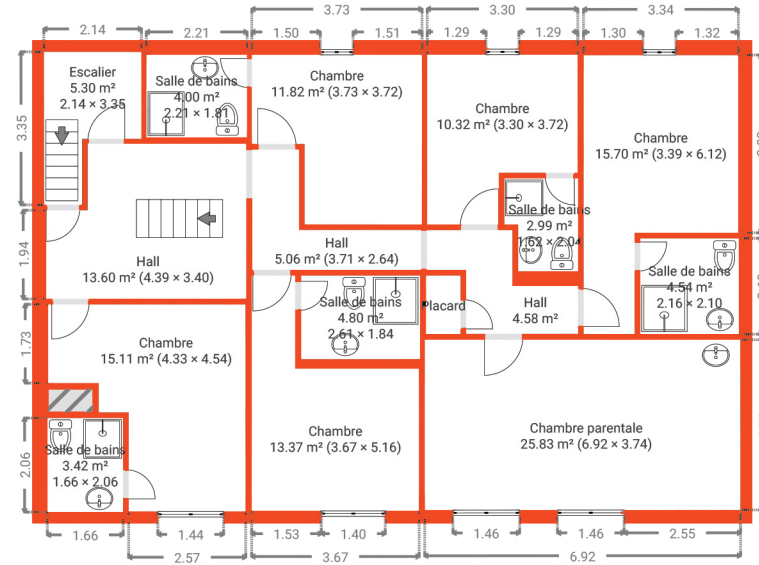 3.73
3.30
3.34
2.14
2.21
1.50
1.51
1.29
1.29
1.30
1.32
Escalier
5.30 m²
2.14 × 3.35
Salle de bains
4.00 m²
2.21 × 1.81
Chambre
11.82 m² (3.73 × 3.72)
Chambre
10.32 m² (3.30 × 3.72)
Chambre
15.70 m² (3.39 × 6.12)
3.35
Salle de bains
2.99 m²
1.62 × 2.04
Hall
13.60 m² (4.39 × 3.40)
Hall
5.06 m² (3.71 × 2.64)
1.94
Salle de bains
4.54 m²
2.16 × 2.10
Salle de bains
4.80 m²
2.61 × 1.84
Placard
Hall
4.58 m²
1.73
Chambre
15.11 m² (4.33 × 4.54)
Chambre
13.37 m² (3.67 × 5.16)
Chambre parentale
25.83 m² (6.92 × 3.74)
Salle de bains
3.42 m²
1.66 × 2.06
2.06
1.66
1.44
1.53
1.40
1.46
1.46
2.55
2.57
3.67
6.92